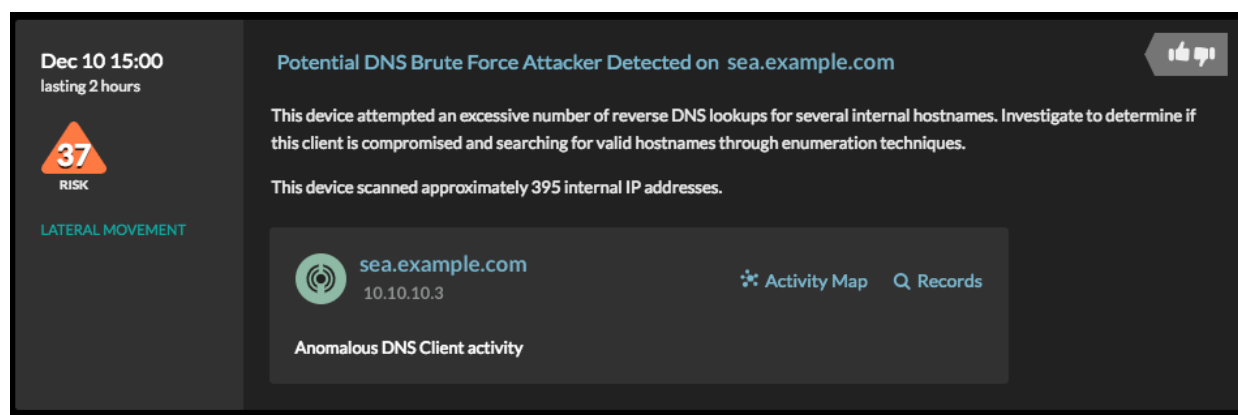 Dec 10 15:00
lasting 2 hours
37
RISK
LATERAL MOVEMENT
Potential DNS Brute Force Attacker Detected on sea.example.com
This device attempted an excessive number of reverse DNS lookups for several internal hostnames. Investigate to determine if
this client is compromised and searching for valid hostnames through enumeration techniques.
This device scanned approximately 395 internal IP addresses.
sea.example.com
10.10.10.3
Activity Map
Records
Anomalous DNS Client activity